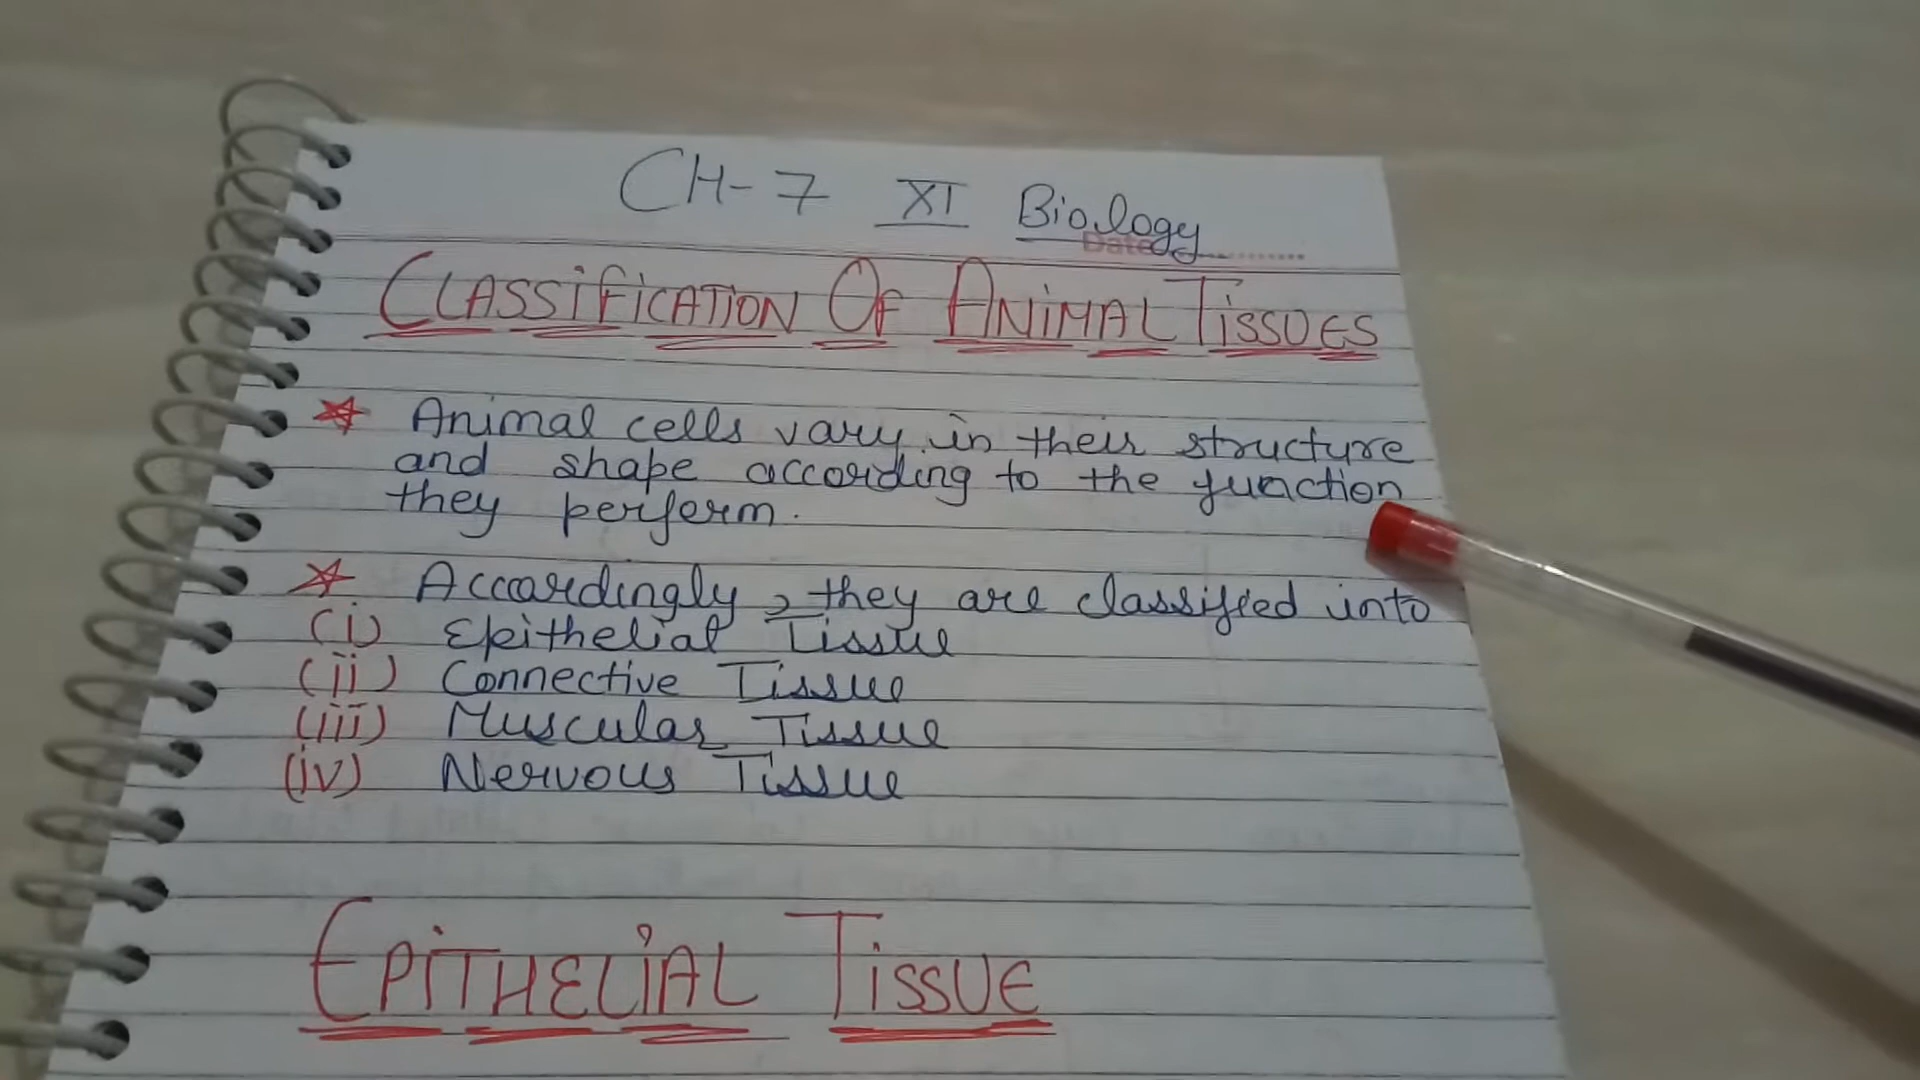 CH-7 XI Biology
Date
CLASSIFICATION OF ANIMAL TISSUES
Animal cells vary in their structure
and shape according to the function
they perform.
Accordingly, they are classified into
(i) Epithelial Tissue
(ii) Connective Tissue
(iii) Muscular Tissue
(iv) Nervous Tissue
EPITHELIAL TISSUE